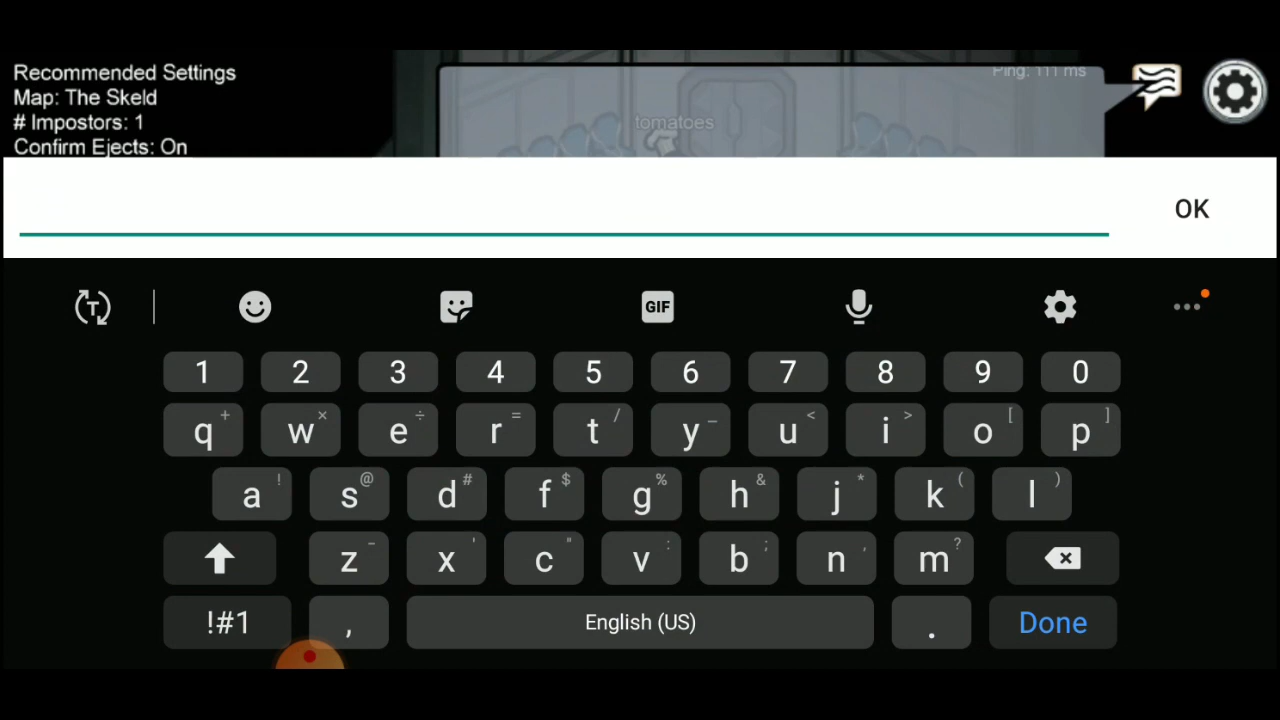 Recommended Settings
Map: The Skeld
# Impostors: 1
Confirm Ejects: On
Ping: 111 ms
tomatoes
OK
GIF
1 2 3 4 5 6 7 8 9 0
q + w × e ÷ r = t / y _ u < i > o [ p ]
a ! s @ d # f $ g % h & j * k ( l )
z - x ' c " v : b ; n , m ?
!#1 , English (US) . Done